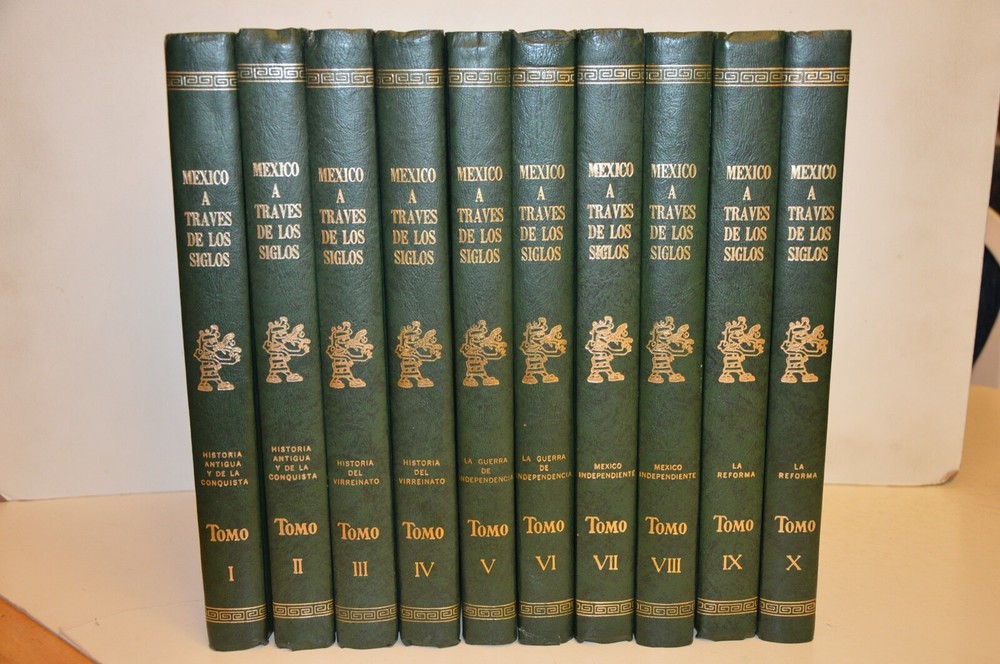 MEXICO
A
TRAVES
DE LOS
SIGLOS
HISTORIA
ANTIGUA
Y DE LA
CONQUISTA
TOMO
I
MEXICO
A
TRAVES
DE LOS
SIGLOS
HISTORIA
ANTIGUA
Y DE LA
CONQUISTA
TOMO
II
MEXICO
A
TRAVES
DE LOS
SIGLOS
HISTORIA
DEL
VIRREINATO
TOMO
III
MEXICO
A
TRAVES
DE LOS
SIGLOS
HISTORIA
DEL
VIRREINATO
TOMO
IV
MEXICO
A
TRAVES
DE LOS
SIGLOS
LA GUERRA
DE
INDEPENDENCIA
TOMO
V
MEXICO
A
TRAVES
DE LOS
SIGLOS
LA GUERRA
DE
INDEPENDENCIA
TOMO
VI
MEXICO
A
TRAVES
DE LOS
SIGLOS
MEXICO
INDEPENDIENTE
TOMO
VII
MEXICO
A
TRAVES
DE LOS
SIGLOS
MEXICO
INDEPENDIENTE
TOMO
VIII
MEXICO
A
TRAVES
DE LOS
SIGLOS
LA
REFORMA
TOMO
IX
MEXICO
A
TRAVES
DE LOS
SIGLOS
LA
REFORMA
TOMO
X